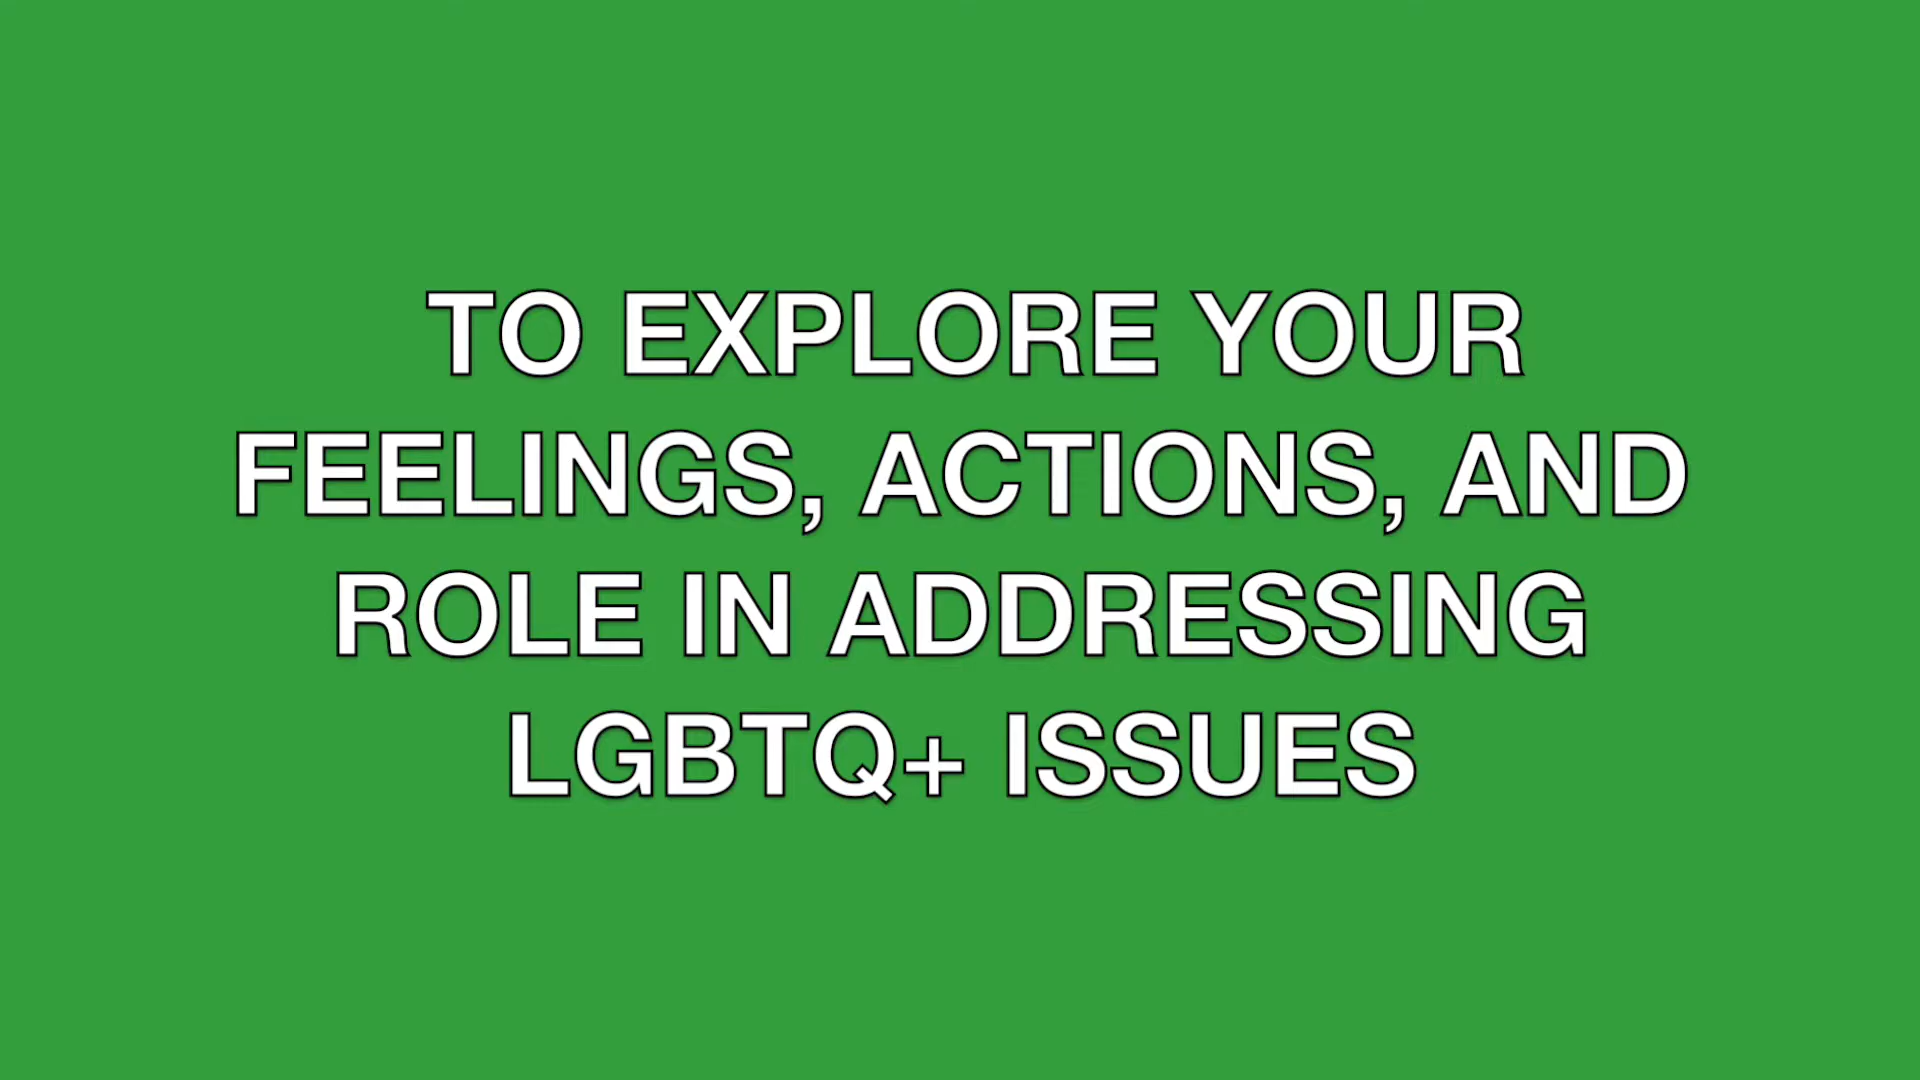 TO EXPLORE YOUR
FEELINGS, ACTIONS, AND
ROLE IN ADDRESSING
LGBTQ+ ISSUES